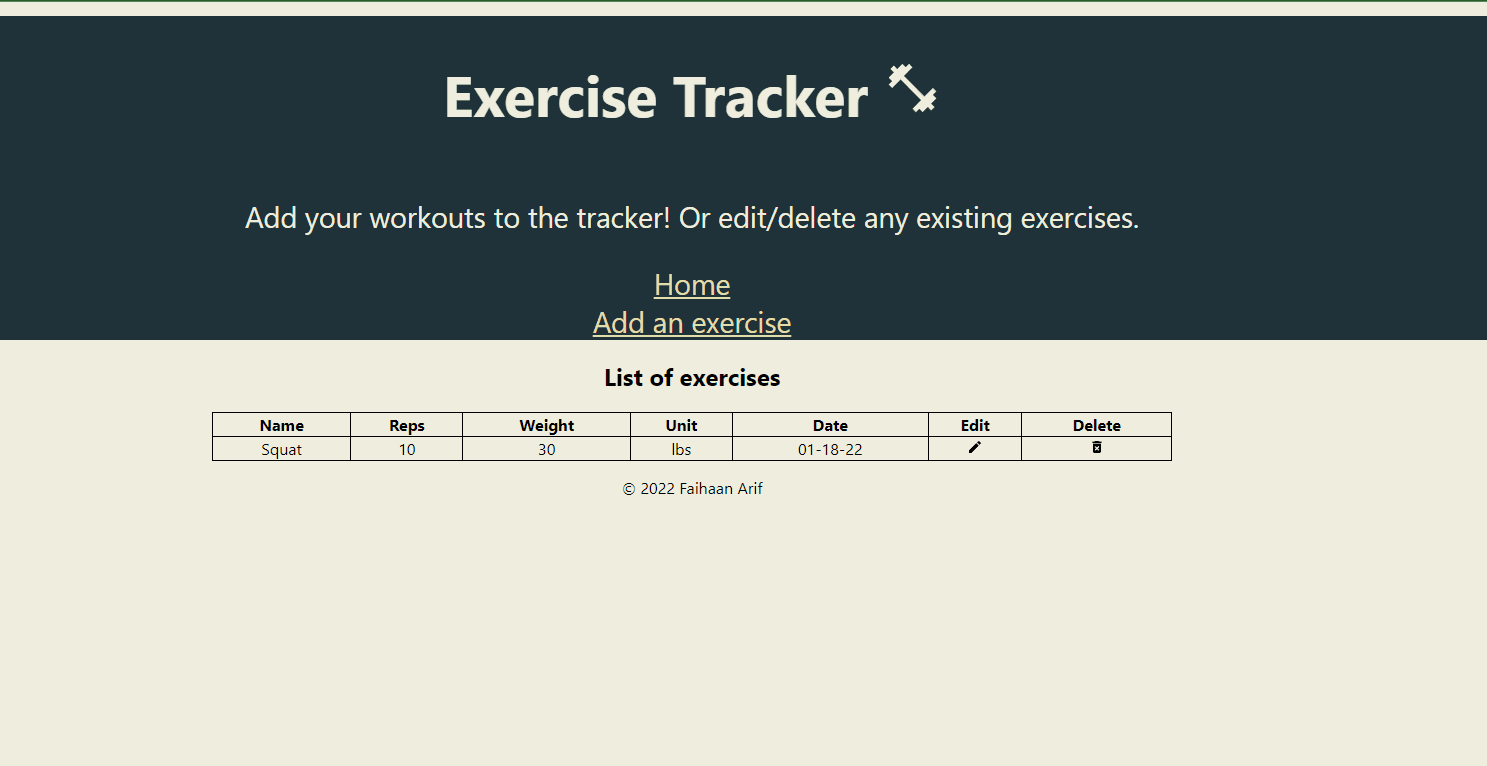 Exercise Tracker
Add your workouts to the tracker! Or edit/delete any existing exercises.
Home
Add an exercise
List of exercises
Name Reps Weight Unit Date Edit Delete
Squat 10 30 lbs 01-18-22
© 2022 Faihaan Arif